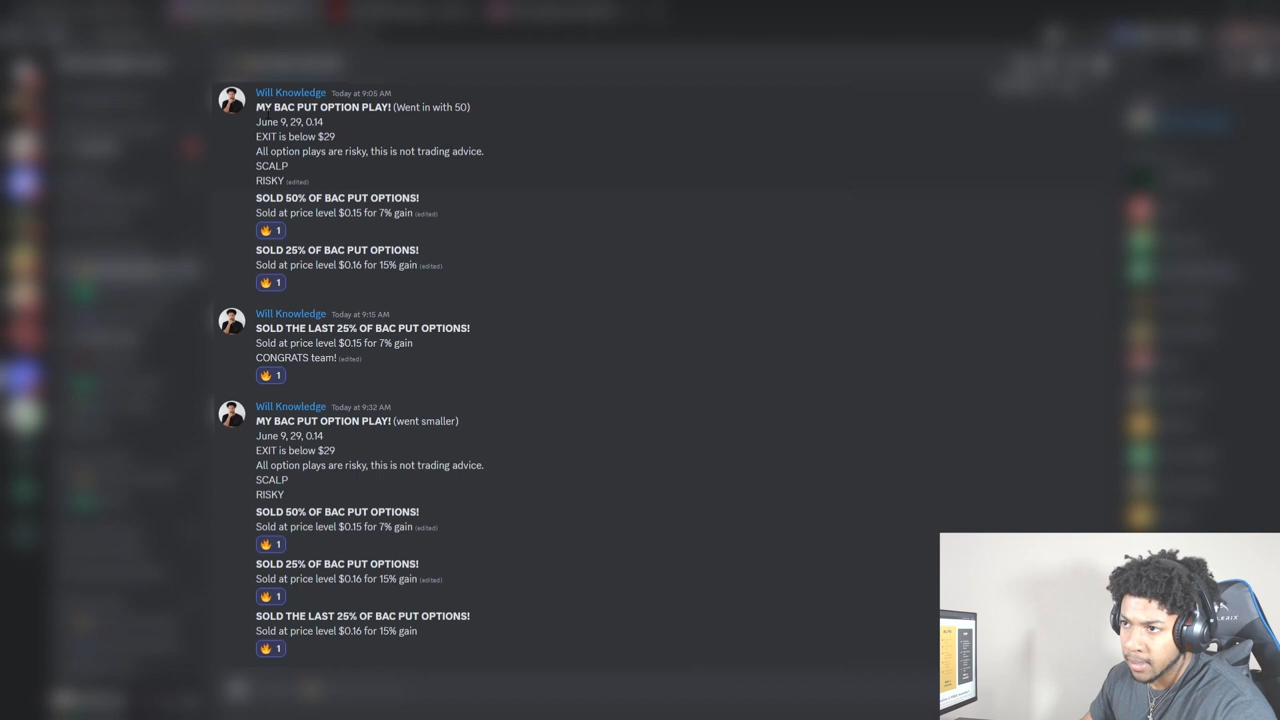 Will Knowledge Today at 9:05 AM
MY BAC PUT OPTION PLAY! (Went in with 50)
June 9, 29, 0.14
EXIT is below $29
All option plays are risky, this is not trading advice.
SCALP
RISKY (edited)
SOLD 50% OF BAC PUT OPTIONS!
Sold at price level $0.15 for 7% gain (edited)
1
SOLD 25% OF BAC PUT OPTIONS!
Sold at price level $0.16 for 15% gain (edited)
1
Will Knowledge Today at 9:15 AM
SOLD THE LAST 25% OF BAC PUT OPTIONS!
Sold at price level $0.15 for 7% gain
CONGRATS team! (edited)
1
Will Knowledge Today at 9:32 AM
MY BAC PUT OPTION PLAY! (went smaller)
June 9, 29, 0.14
EXIT is below $29
All option plays are risky, this is not trading advice.
SCALP
RISKY
SOLD 50% OF BAC PUT OPTIONS!
Sold at price level $0.15 for 7% gain (edited)
1
SOLD 25% OF BAC PUT OPTIONS!
Sold at price level $0.16 for 15% gain (edited)
1
SOLD THE LAST 25% OF BAC PUT OPTIONS!
Sold at price level $0.16 for 15% gain
1